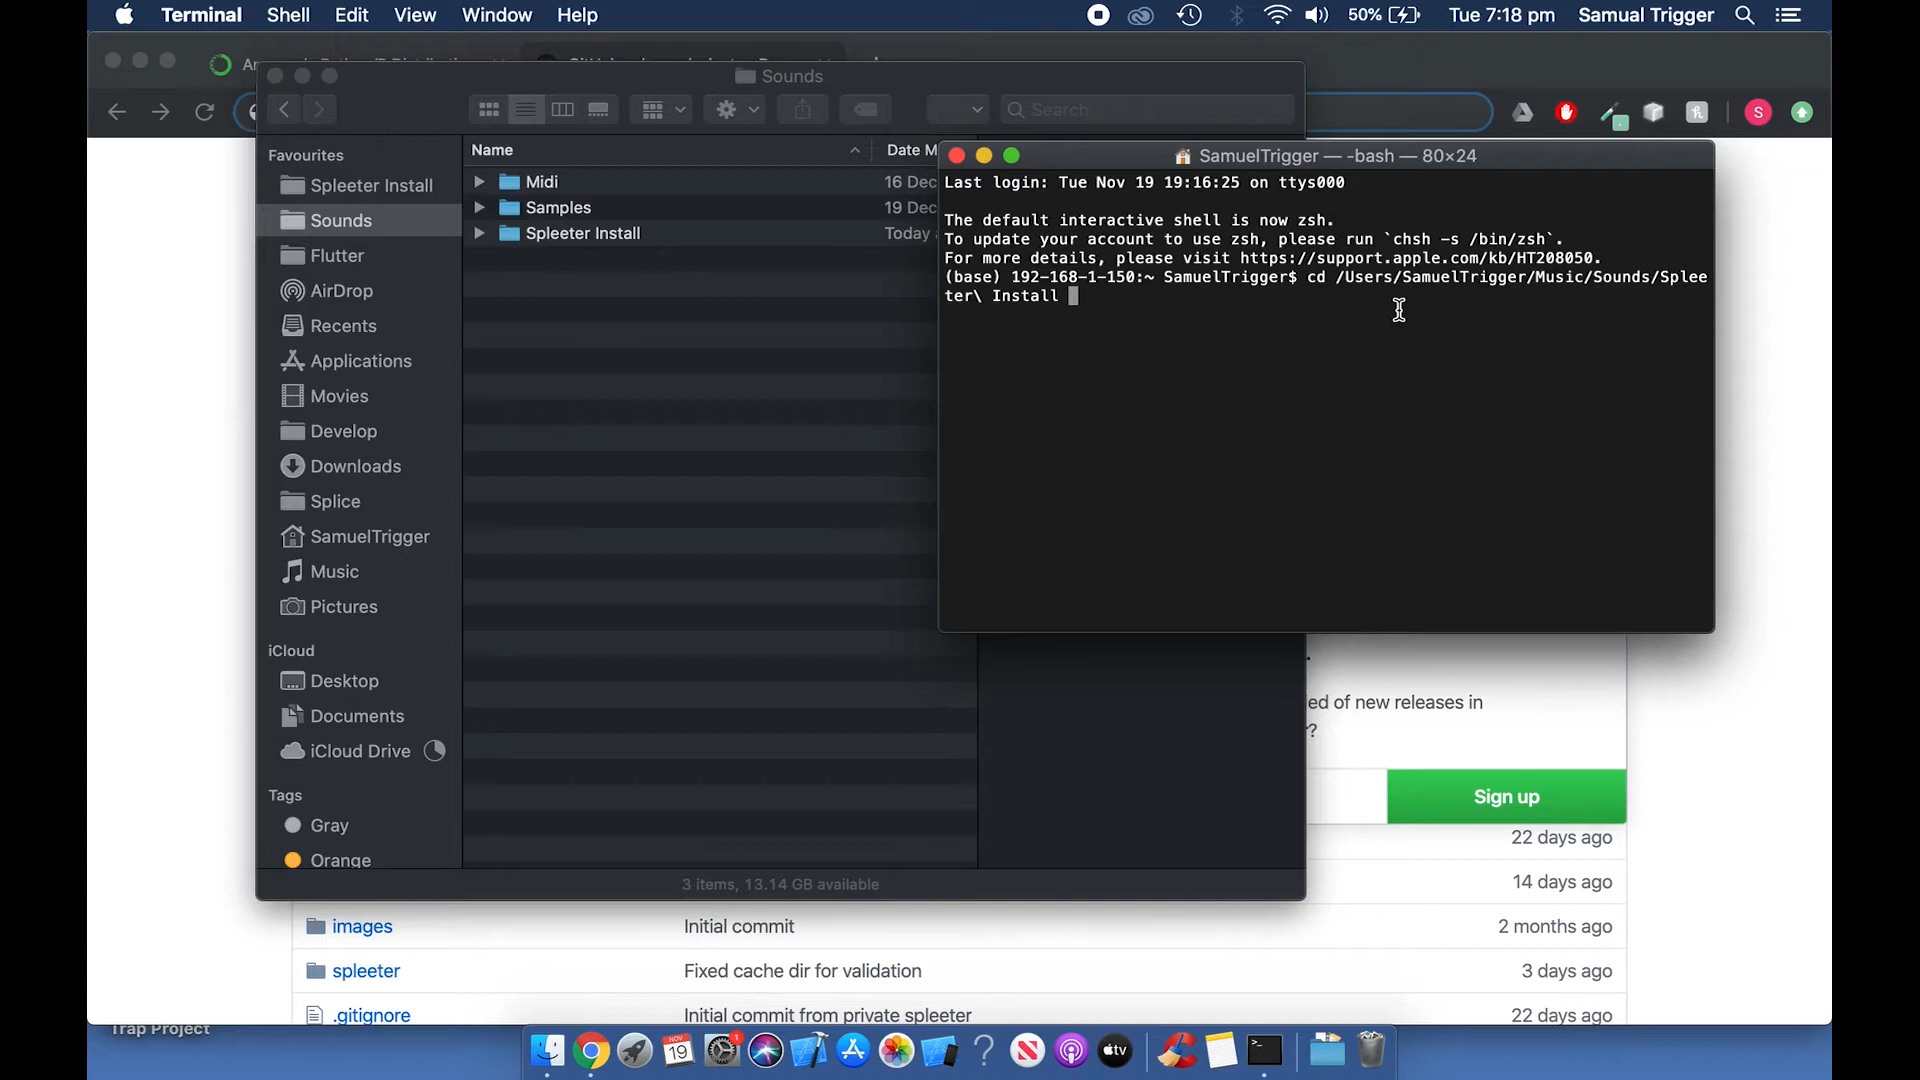 Terminal Shell Edit View Window Help
50% Tue 7:18 pm Samual Trigger
Sounds
Search
Favourites
Spleeter Install
Sounds
Flutter
AirDrop
Recents
Applications
Movies
Develop
Downloads
Splice
SamuelTrigger
Music
Pictures
iCloud
Desktop
Documents
iCloud Drive
Tags
Gray
Orange
Name
Date M
Midi 16 Dec
Samples 19 Dec
Spleeter Install Today
3 items, 13.14 GB available
SamuelTrigger — -bash — 80×24
Last login: Tue Nov 19 19:16:25 on ttys000
The default interactive shell is now zsh.
To update your account to use zsh, please run `chsh -s /bin/zsh`.
For more details, please visit https://support.apple.com/kb/HT208050.
(base) 192-168-1-150:~ SamuelTrigger$ cd /Users/SamuelTrigger/Music/Sounds/Splee
ter\ Install
ed of new releases in
?
Sign up
22 days ago
14 days ago
images Initial commit 2 months ago
spleeter Fixed cache dir for validation 3 days ago
.gitignore Initial commit from private spleeter 22 days ago
Trap Project
NOV
19
1
tv